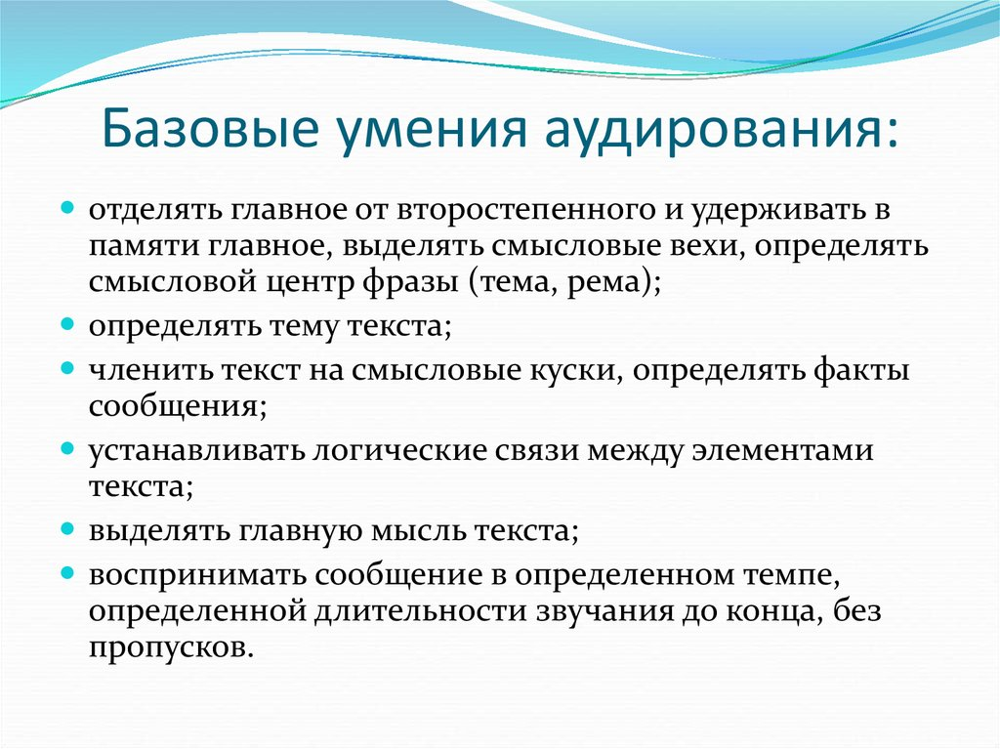 Базовые умения аудирования:
отделять главное от второстепенного и удерживать в
памяти главное, выделять смысловые вехи, определять
смысловой центр фразы (тема, рема);
определять тему текста;
членить текст на смысловые куски, определять факты
сообщения;
устанавливать логические связи между элементами
текста;
выделять главную мысль текста;
воспринимать сообщение в определенном темпе,
определенной длительности звучания до конца, без
пропусков.